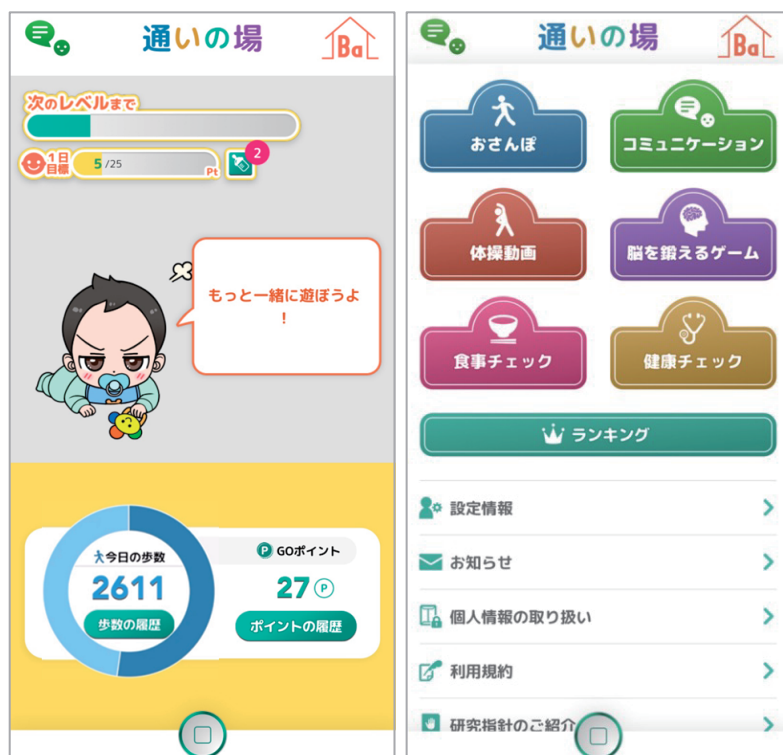 通いの場
Ba
次のレベルまで
1日
目標
5 /25
Pt
2
もっと一緒に遊ぼうよ
！
今日の歩数
2611
歩数の履歴
P GOポイント
27 P
ポイントの履歴
通いの場
Ba
おさんぽ
コミュニケーション
体操動画
脳を鍛えるゲーム
食事チェック
健康チェック
ランキング
設定情報
お知らせ
個人情報の取り扱い
利用規約
研究指針のご紹介